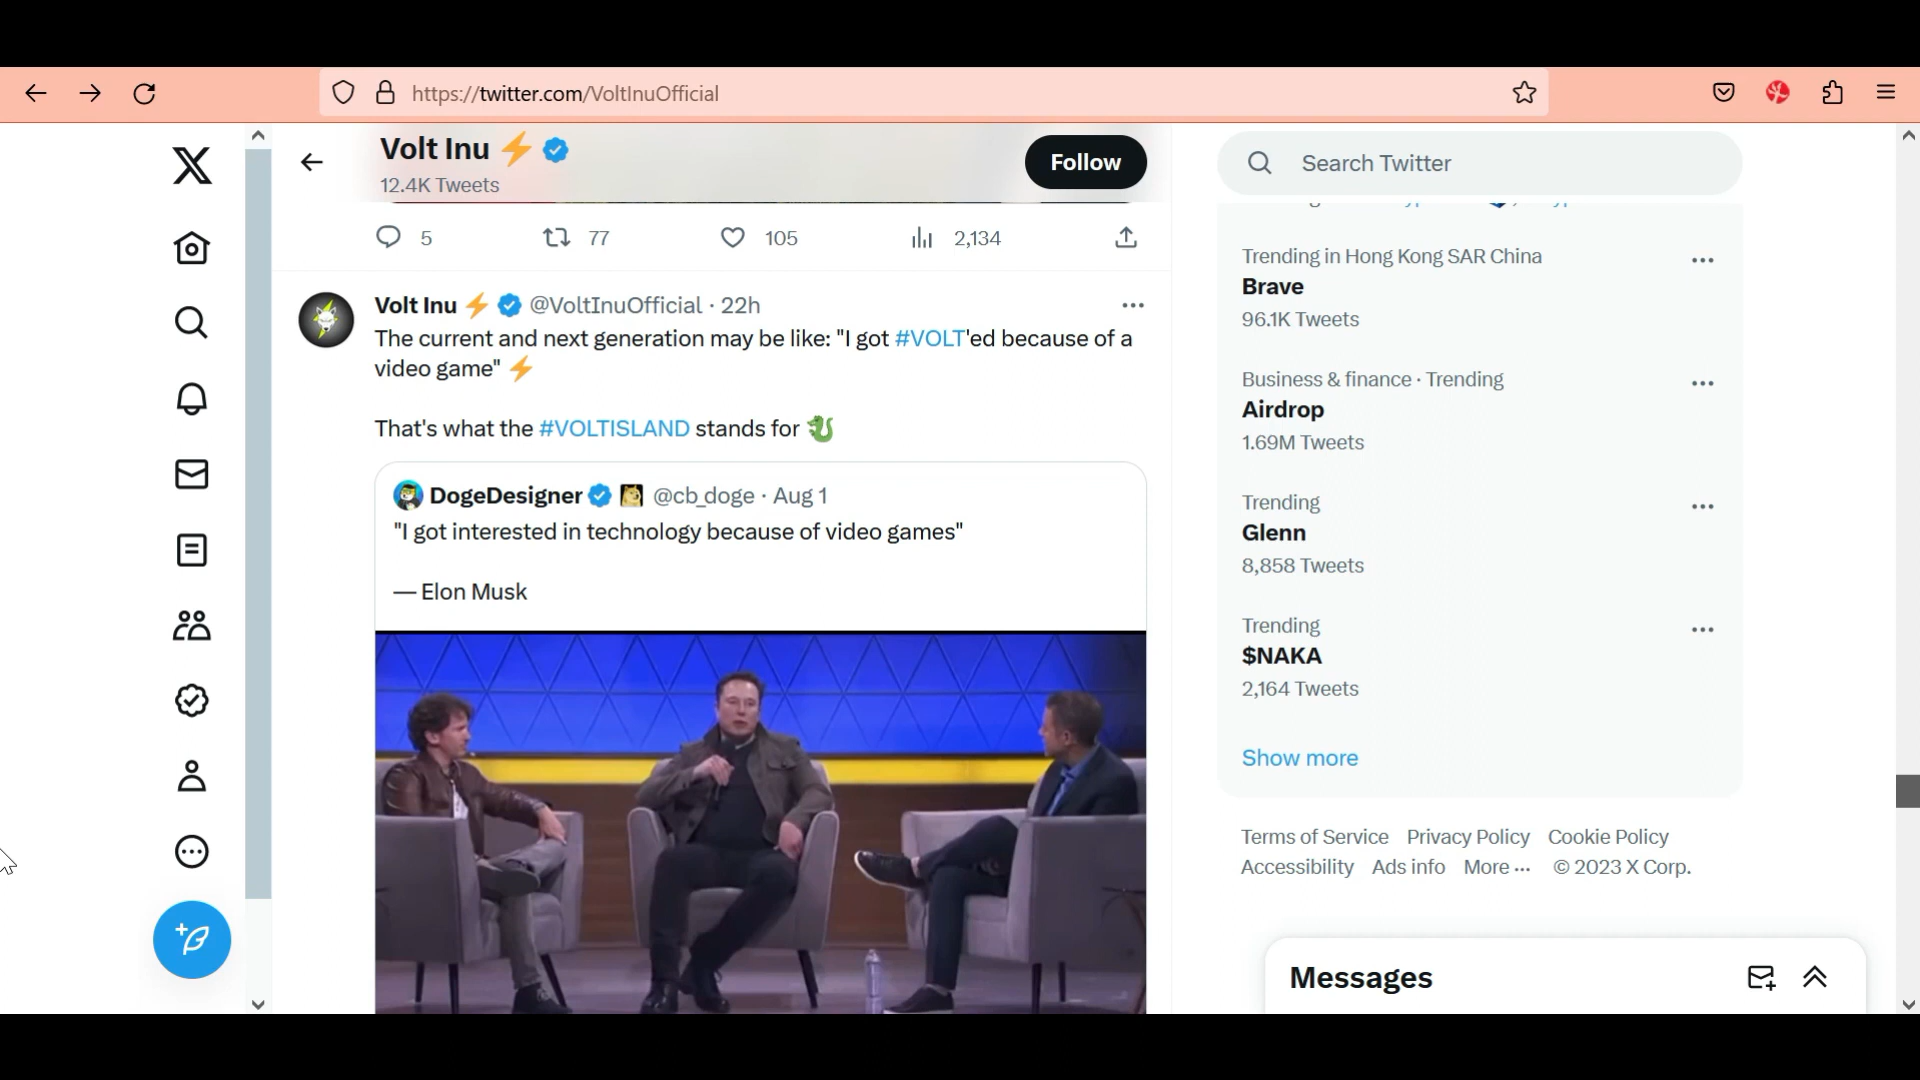 https://twitter.com/VoltInuOfficial
Volt Inu ⚡
12.4K Tweets
Follow
Search Twitter
5 77 105 2,134
Volt Inu ⚡ @VoltInuOfficial · 22h
The current and next generation may be like: "I got #VOLT'ed because of a
video game" ⚡
That's what the #VOLTISLAND stands for 🐉
DogeDesigner @cb_doge · Aug 1
"I got interested in technology because of video games"
— Elon Musk
Trending in Hong Kong SAR China
Brave
96.1K Tweets
Business & finance · Trending
Airdrop
1.69M Tweets
Trending
Glenn
8,858 Tweets
Trending
$NAKA
2,164 Tweets
Show more
Terms of Service Privacy Policy Cookie Policy
Accessibility Ads info More ··· © 2023 X Corp.
Messages